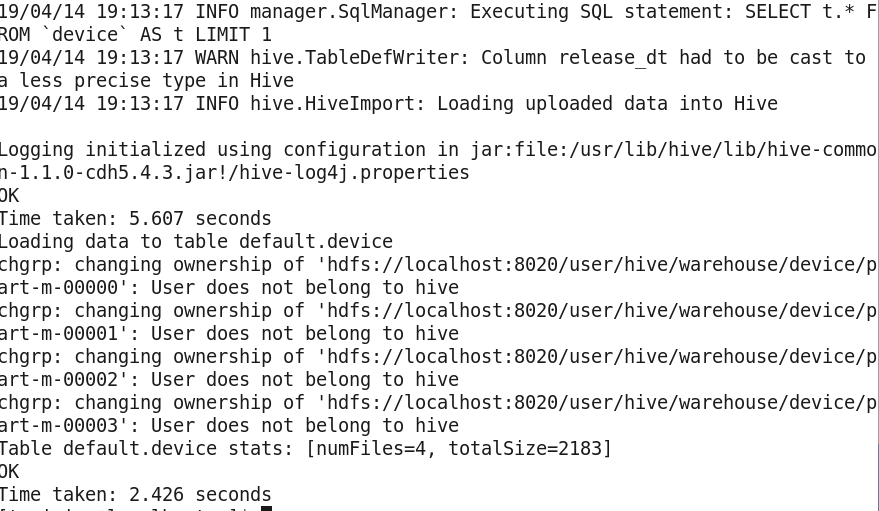 19/04/14 19:13:17 INFO manager.SqlManager: Executing SQL statement: SELECT t.* F
ROM `device` AS t LIMIT 1
19/04/14 19:13:17 WARN hive.TableDefWriter: Column release_dt had to be cast to
a less precise type in Hive
19/04/14 19:13:17 INFO hive.HiveImport: Loading uploaded data into Hive
Logging initialized using configuration in jar:file:/usr/lib/hive/lib/hive-commo
n-1.1.0-cdh5.4.3.jar!/hive-log4j.properties
OK
Time taken: 5.607 seconds
Loading data to table default.device
chgrp: changing ownership of 'hdfs://localhost:8020/user/hive/warehouse/device/p
art-m-00000': User does not belong to hive
chgrp: changing ownership of 'hdfs://localhost:8020/user/hive/warehouse/device/p
art-m-00001': User does not belong to hive
chgrp: changing ownership of 'hdfs://localhost:8020/user/hive/warehouse/device/p
art-m-00002': User does not belong to hive
chgrp: changing ownership of 'hdfs://localhost:8020/user/hive/warehouse/device/p
art-m-00003': User does not belong to hive
Table default.device stats: [numFiles=4, totalSize=2183]
OK
Time taken: 2.426 seconds